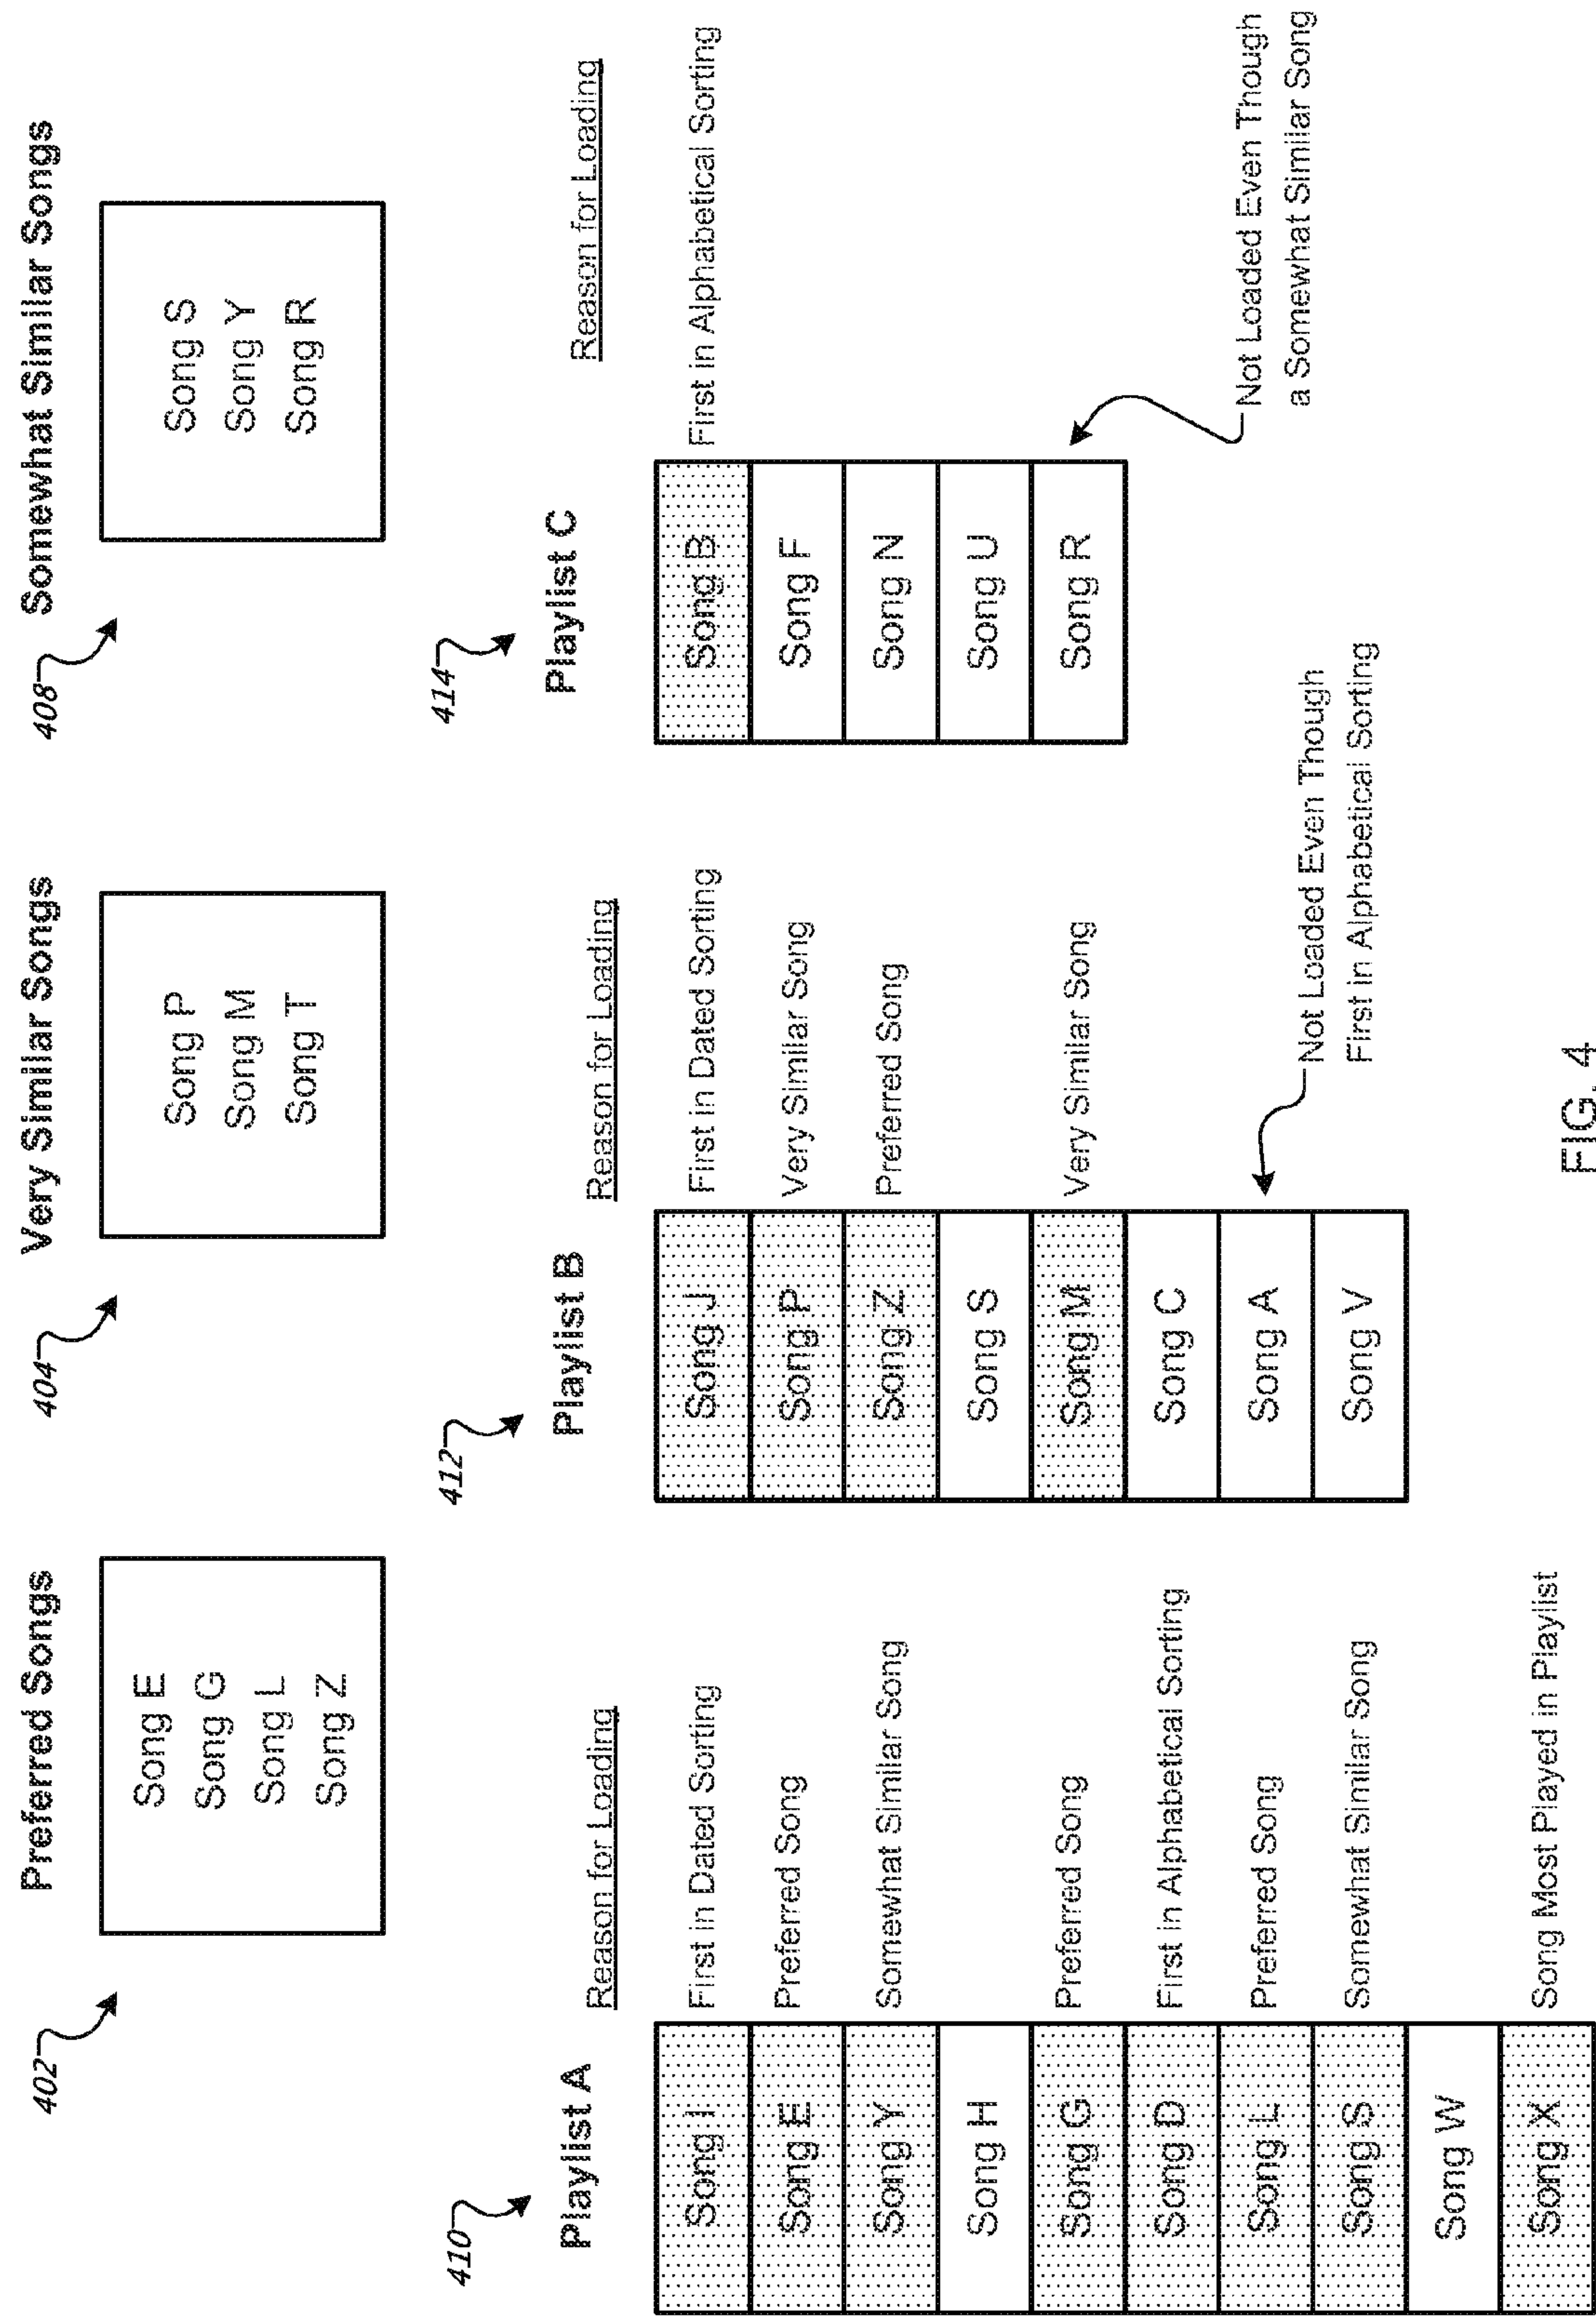 402
Preferred Songs
Song E
Song G
Song L
Song Z
404
Very Similar Songs
Song P
Song M
Song T
408
Somewhat Similar Songs
Song S
Song Y
Song R
410
Playlist A
Reason for Loading
Song I
First in Dated Sorting
Song E
Preferred Song
Song Y
Somewhat Similar Song
Song H
Song G
Preferred Song
Song D
First in Alphabetical Sorting
Song L
Preferred Song
Song S
Somewhat Similar Song
Song W
Song X
Song Most Played in Playlist
412
Playlist B
Reason for Loading
Song J
First in Dated Sorting
Song P
Very Similar Song
Song Z
Preferred Song
Song S
Song M
Very Similar Song
Song C
Song A
Song V
Not Loaded Even Though
First in Alphabetical Sorting
414
Playlist C
Reason for Loading
Song B
First in Alphabetical Sorting
Song F
Song N
Song U
Song R
Not Loaded Even Though
a Somewhat Similar Song
FIG. 4